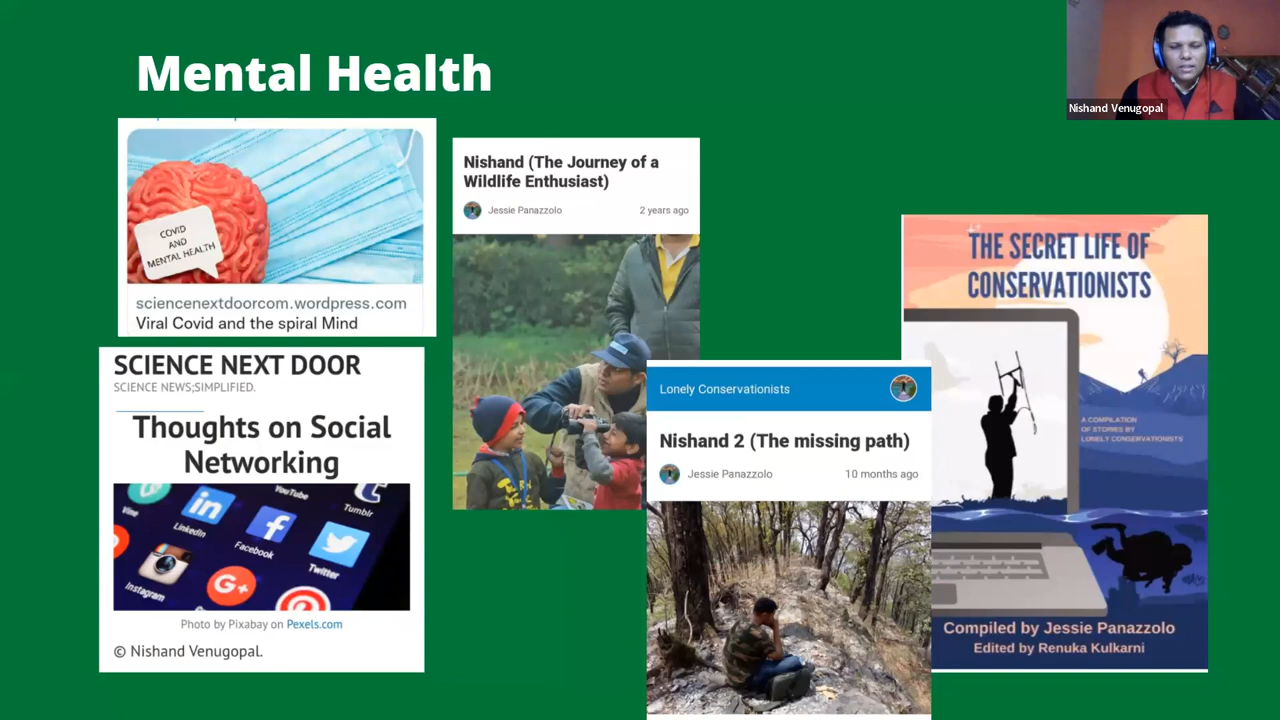 Mental Health
Nishand Venugopal
COVID
AND
MENTAL HEALTH
sciencenextdoorcom.wordpress.com
Viral Covid and the spiral Mind
SCIENCE NEXT DOOR
SCIENCE NEWS;SIMPLIFIED.
Thoughts on Social
Networking
YouTube
Tumblr
Vine
LinkedIn
Facebook
Twitter
Instagram
Photo by Pixabay on Pexels.com
© Nishand Venugopal.
Nishand (The Journey of a
Wildlife Enthusiast)
Jessie Panazzolo 2 years ago
Lonely Conservationists
Nishand 2 (The missing path)
Jessie Panazzolo 10 months ago
THE SECRET LIFE OF
CONSERVATIONISTS
A COMPILATION
OF STORIES BY
LONELY CONSERVATIONISTS
Compiled by Jessie Panazzolo
Edited by Renuka Kulkarni